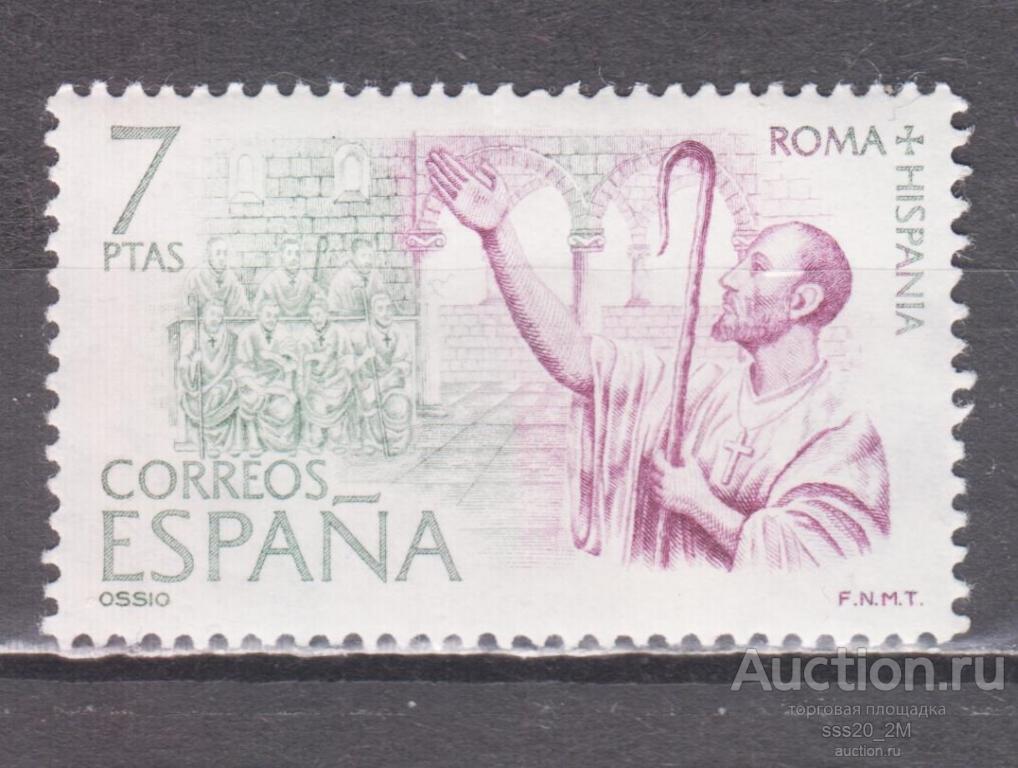 7
PTAS
ROMA + HISPANIA
CORREOS
ESPAÑA
OSSIO
F.N.M.T.
Auction.ru
торговая площадка
sss20_2M
auction.ru